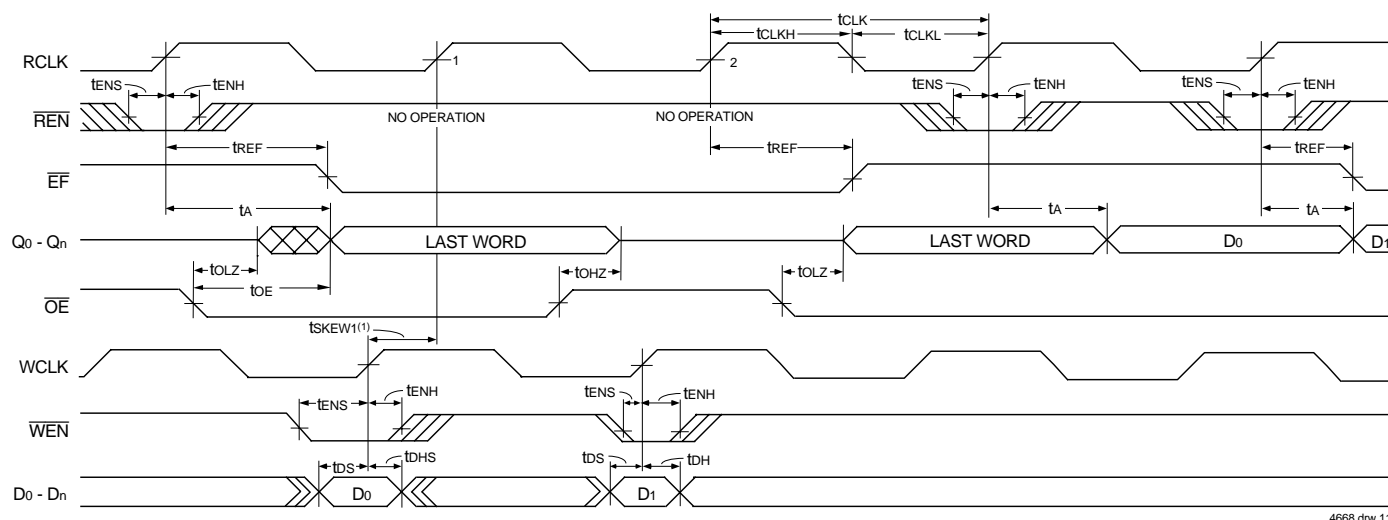 tCLK
tCLKH tCLKL
RCLK 1 2
tENS tENH tENS tENH tENS tENH
REN NO OPERATION NO OPERATION
tREF tREF tREF
EF
tA tA tA
Q0 - Qn LAST WORD LAST WORD D0 D1
tOLZ tOHZ tOLZ
tOE
OE
tSKEW1(1)
WCLK
tENS tENH tENS tENH
WEN
tDS tDHS tDS tDH
D0 - Dn D0 D1
4668 drw 11